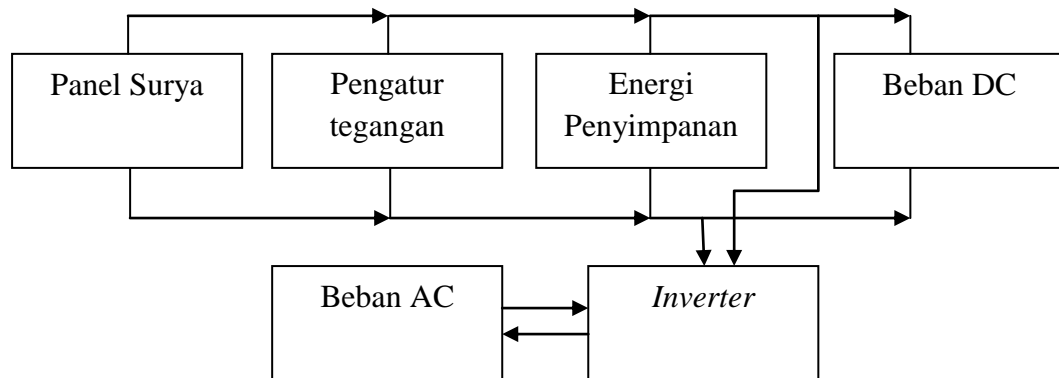 Panel Surya
Pengatur
tegangan
Energi
Penyimpanan
Beban DC
Beban AC
Inverter